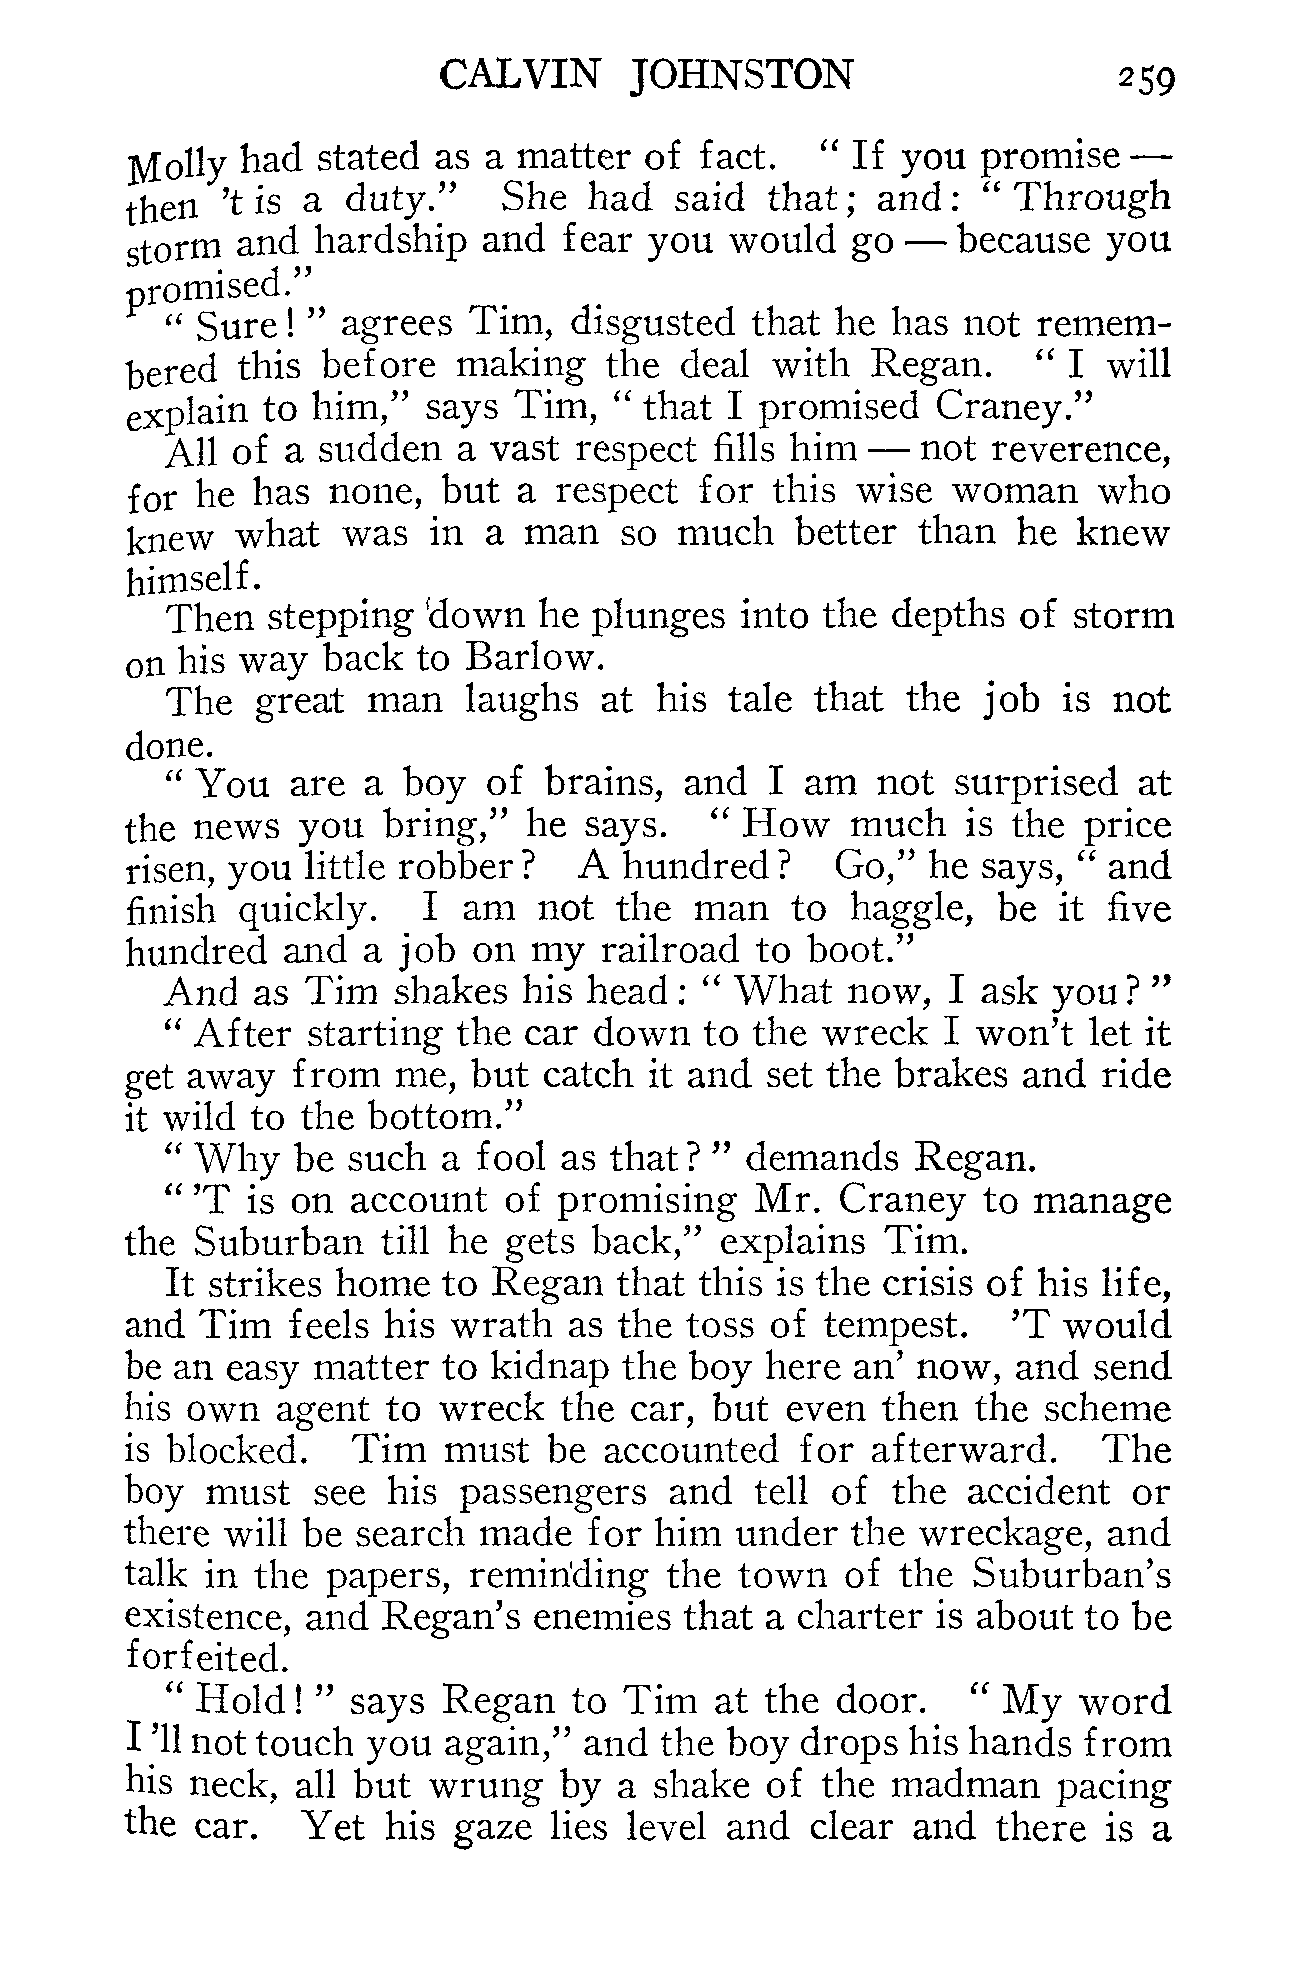 CALVIN JOHNSTON 259
Molly had stated as a matter of fact. “ If you promise —
then ’t is a duty.” She had said that; and: “ Through
storm and hardship and fear you would go — because you
promised.”
“ Sure! ” agrees Tim, disgusted that he has not remem-
bered this before making the deal with Regan. “ I will
explain to him,” says Tim, “ that I promised Craney.”
All of a sudden a vast respect fills him — not reverence,
for he has none, but a respect for this wise woman who
knew what was in a man so much better than he knew
himself.
Then stepping down he plunges into the depths of storm
on his way back to Barlow.
The great man laughs at his tale that the job is not
done.
“ You are a boy of brains, and I am not surprised at
the news you bring,” he says. “ How much is the price
risen, you little robber? A hundred? Go,” he says, “ and
finish quickly. I am not the man to haggle, be it five
hundred and a job on my railroad to boot.”
And as Tim shakes his head: “ What now, I ask you? ”
“ After starting the car down to the wreck I won’t let it
get away from me, but catch it and set the brakes and ride
it wild to the bottom.”
“ Why be such a fool as that? ” demands Regan.
“ ’T is on account of promising Mr. Craney to manage
the Suburban till he gets back,” explains Tim.
It strikes home to Regan that this is the crisis of his life,
and Tim feels his wrath as the toss of tempest. ’T would
be an easy matter to kidnap the boy here an’ now, and send
his own agent to wreck the car, but even then the scheme
is blocked. Tim must be accounted for afterward. The
boy must see his passengers and tell of the accident or
there will be search made for him under the wreckage, and
talk in the papers, reminding the town of the Suburban’s
existence, and Regan’s enemies that a charter is about to be
forfeited.
“ Hold! ” says Regan to Tim at the door. “ My word
I ’ll not touch you again,” and the boy drops his hands from
his neck, all but wrung by a shake of the madman pacing
the car. Yet his gaze lies level and clear and there is a